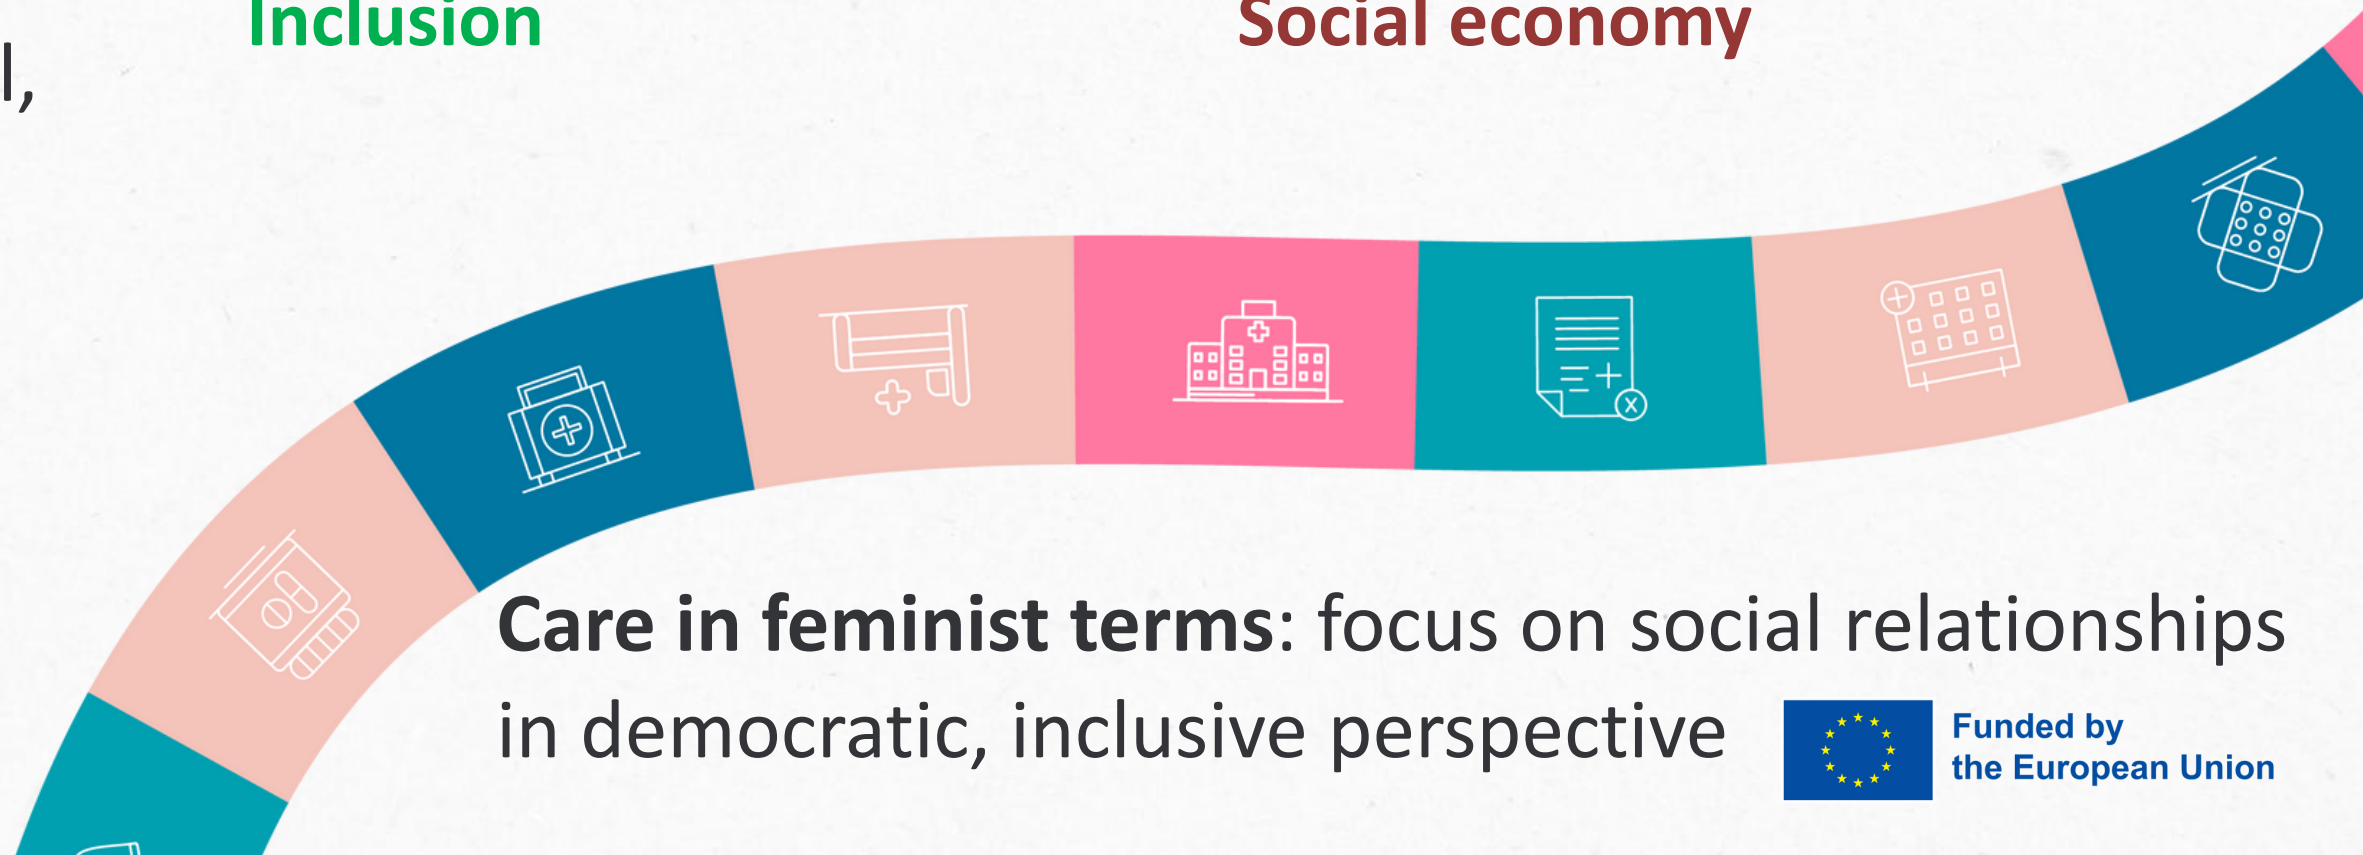 Inclusion
Social economy
l,
Care in feminist terms: focus on social relationships
in democratic, inclusive perspective
Funded by
the European Union